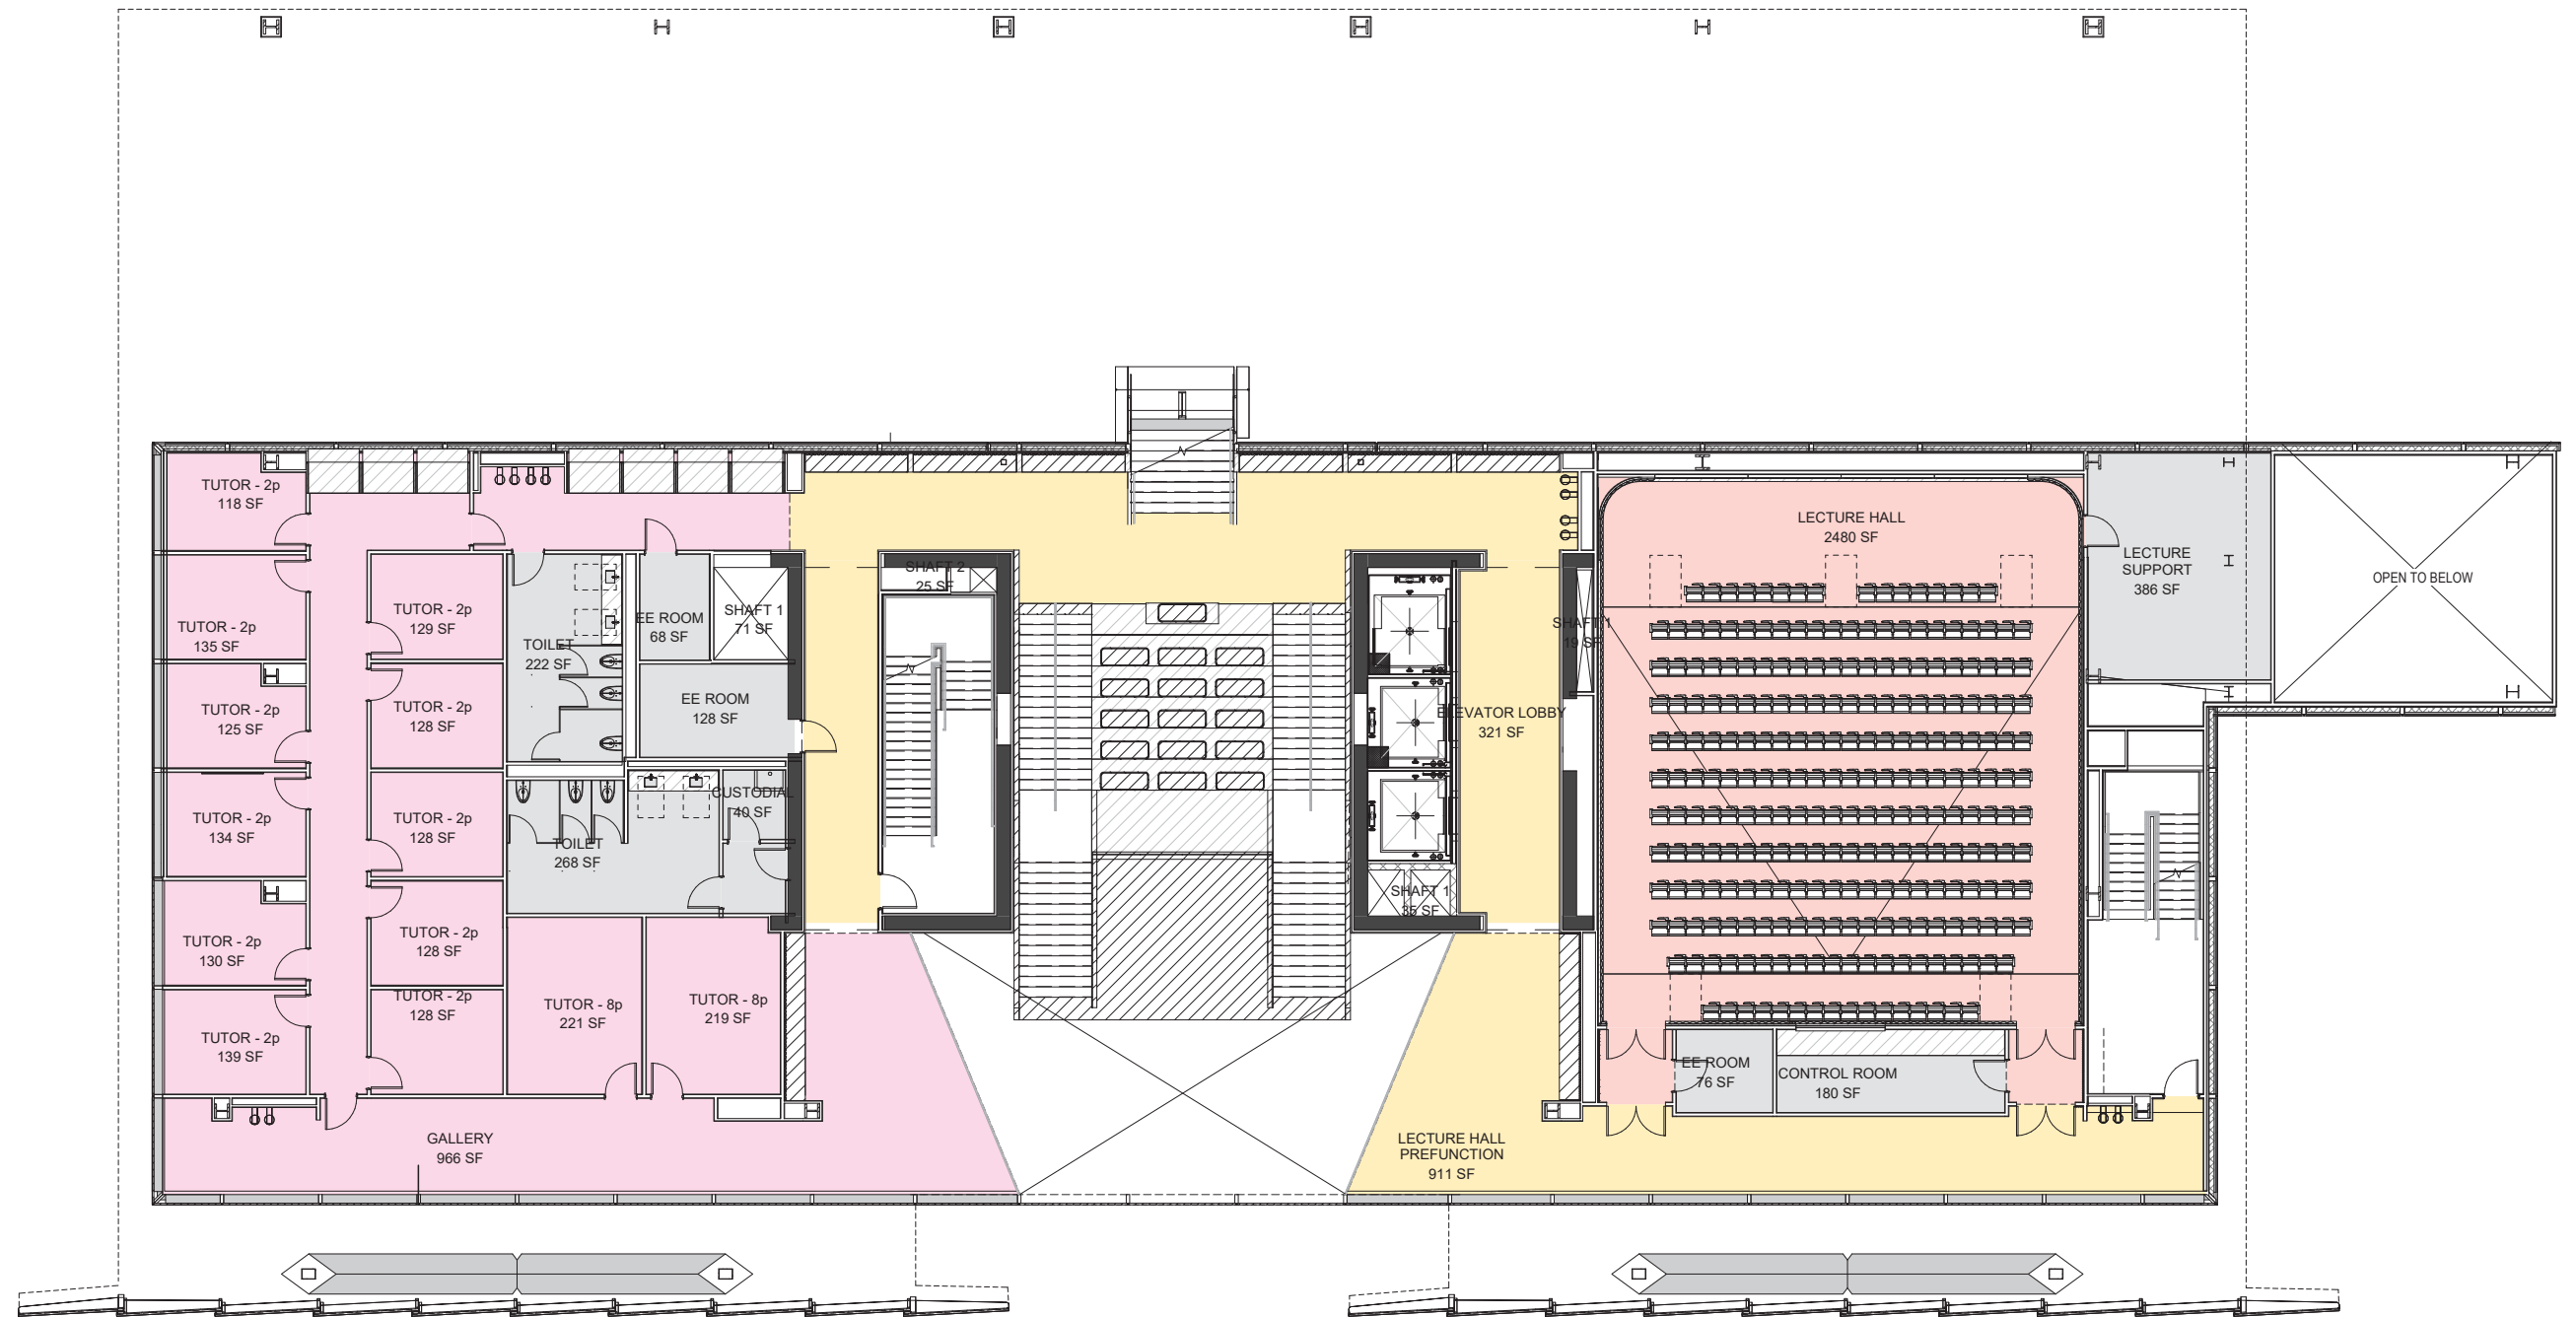 TUTOR - 2p
118 SF
TUTOR - 2p
135 SF
TUTOR - 2p
125 SF
TUTOR - 2p
134 SF
TUTOR - 2p
130 SF
TUTOR - 2p
139 SF
TUTOR - 2p
129 SF
TUTOR - 2p
128 SF
TUTOR - 2p
128 SF
TUTOR - 2p
128 SF
TUTOR - 2p
128 SF
TOILET
222 SF
EE ROOM
68 SF
SHAFT 1
71 SF
EE ROOM
128 SF
CUSTODIAL
40 SF
TOILET
268 SF
TUTOR - 8p
221 SF
TUTOR - 8p
219 SF
GALLERY
966 SF
SHAFT 2
25 SF
ELEVATOR LOBBY
321 SF
SHAFT 1
35 SF
SHAFT 1
19 SF
LECTURE HALL
2480 SF
LECTURE
SUPPORT
386 SF
OPEN TO BELOW
EE ROOM
76 SF
CONTROL ROOM
180 SF
LECTURE HALL
PREFUNCTION
911 SF